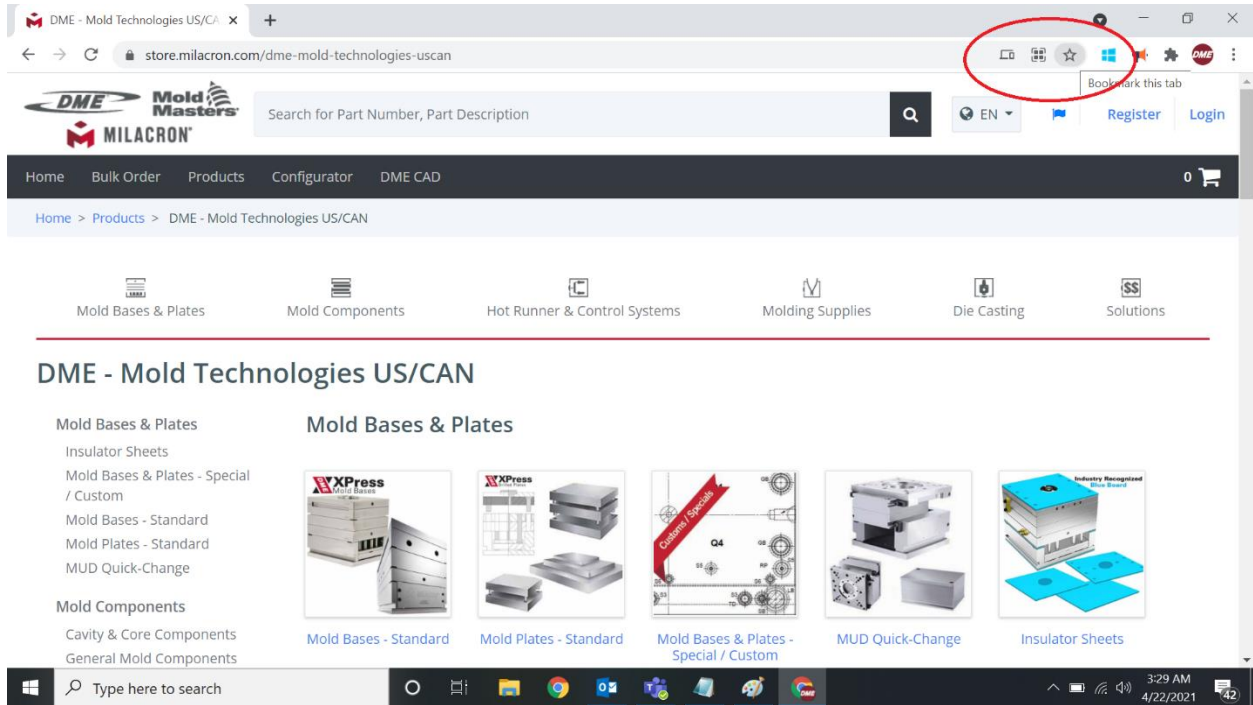 DME - Mold Technologies US/CA
store.milacron.com/dme-mold-technologies-uscan
DME
Bookmark this tab
DME Mold Masters
MILACRON
Search for Part Number, Part Description
EN
Register Login
Home Bulk Order Products Configurator DME CAD
0
Home > Products > DME - Mold Technologies US/CAN
Mold Bases & Plates Mold Components Hot Runner & Control Systems Molding Supplies Die Casting Solutions
DME - Mold Technologies US/CAN
Mold Bases & Plates
Insulator Sheets
Mold Bases & Plates - Special
/ Custom
Mold Bases - Standard
Mold Plates - Standard
MUD Quick-Change
Mold Components
Cavity & Core Components
General Mold Components
Mold Bases & Plates
XPress
Mold Bases
XPress
Customs / Specials
Q4
Industry Recognized
Blue Board
Mold Bases - Standard
Mold Plates - Standard
Mold Bases & Plates -
Special / Custom
MUD Quick-Change
Insulator Sheets
Type here to search
DME
3:29 AM
4/22/2021
42